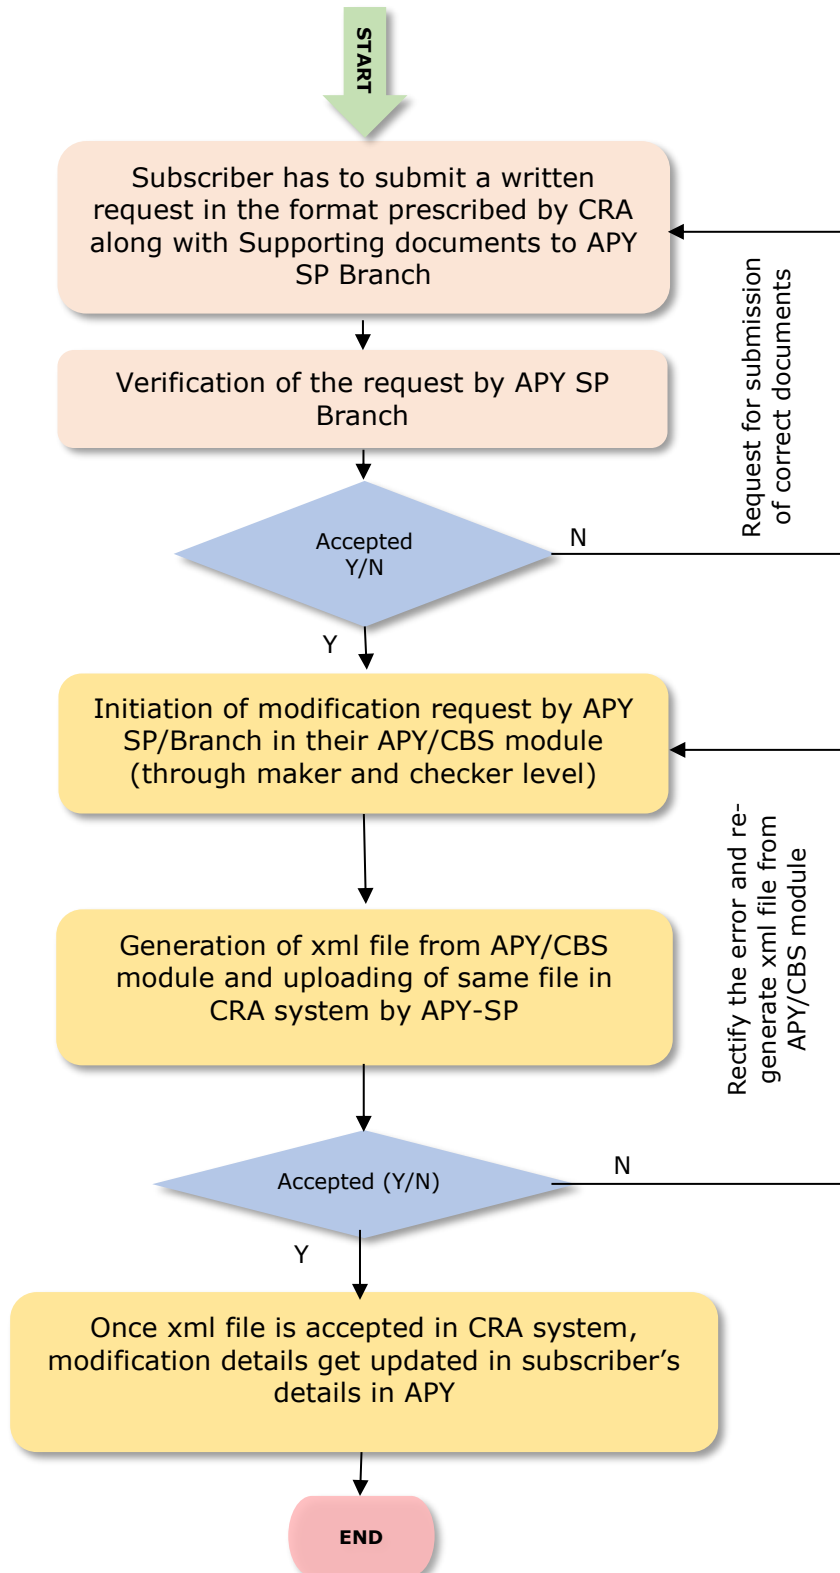 START
Subscriber has to submit a written
request in the format prescribed by CRA
along with Supporting documents to APY
SP Branch
Request for submission
of correct documents
Verification of the request by APY SP
Branch
Accepted
Y/N
N
Y
Initiation of modification request by APY
SP/Branch in their APY/CBS module
(through maker and checker level)
Rectify the error and re-
generate xml file from
APY/CBS module
Generation of xml file from APY/CBS
module and uploading of same file in
CRA system by APY-SP
Accepted (Y/N)
N
Y
Once xml file is accepted in CRA system,
modification details get updated in subscriber’s
details in APY
END